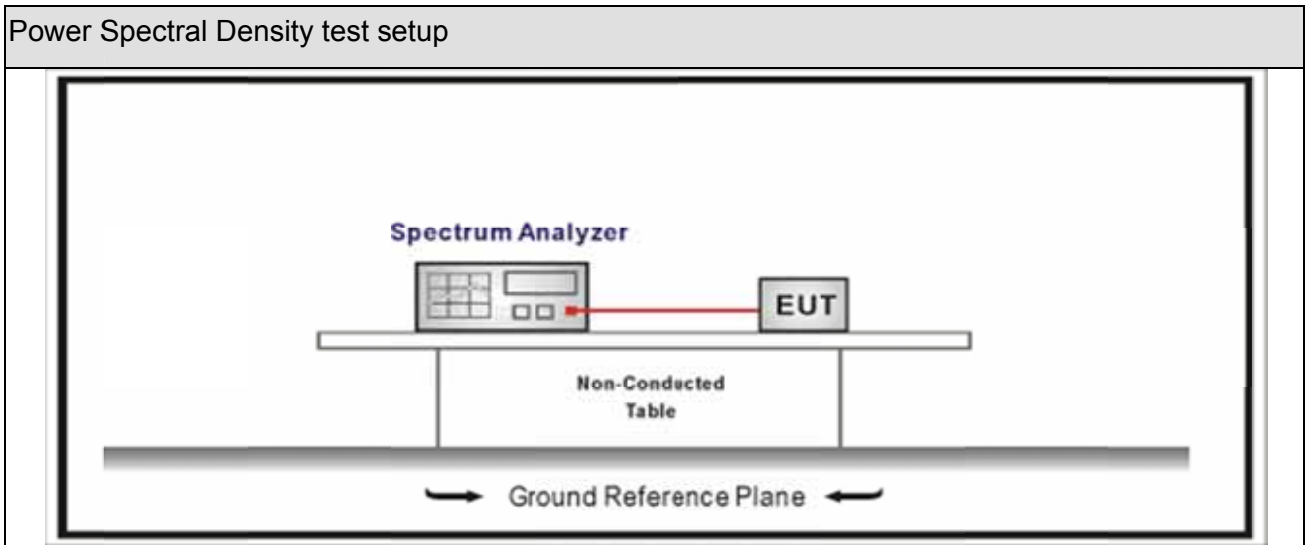 Power Spectral Density test setup
Spectrum Analyzer
EUT
Non-Conducted
Table
Ground Reference Plane